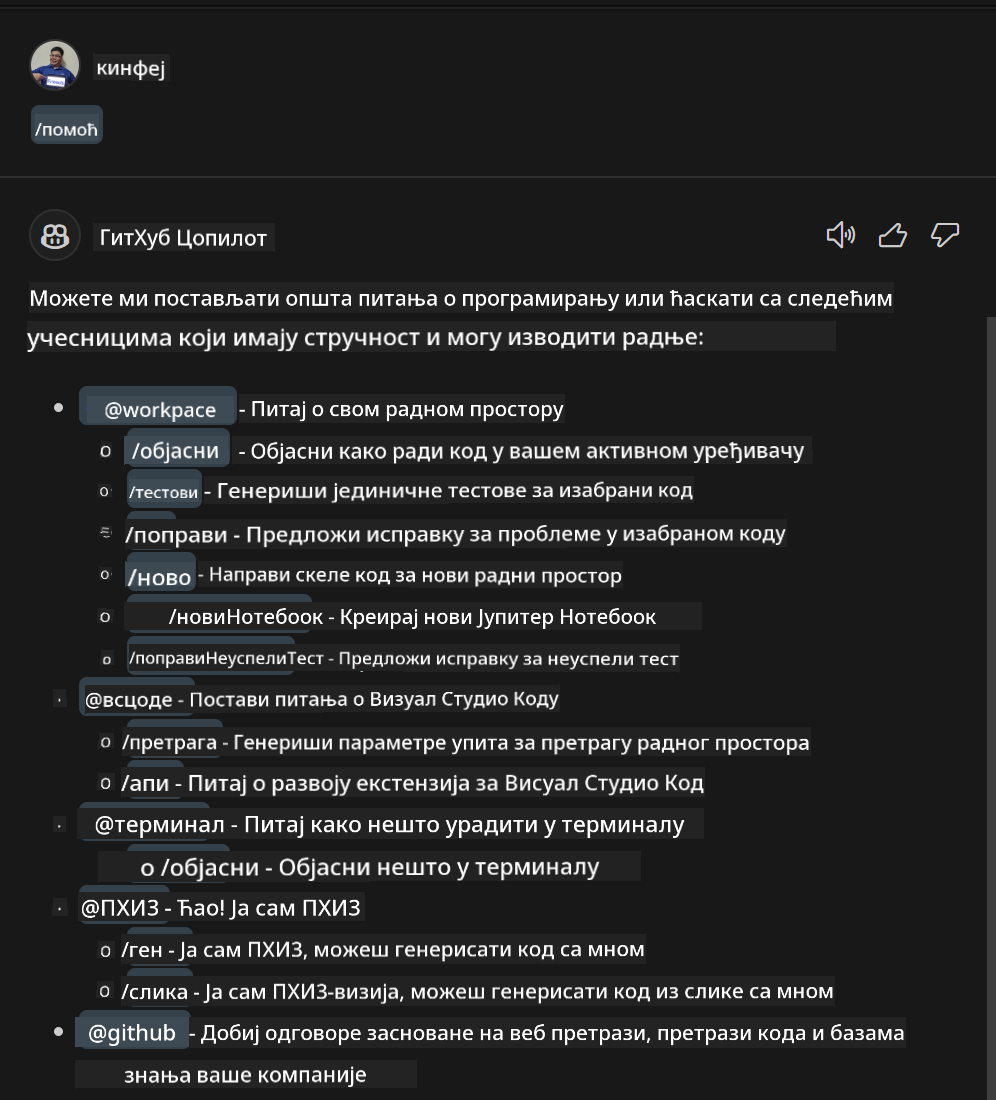 кинфеј
/помоћ
ГитХуб Цопилот
Можете ми постављати општа питања о програмирању или ћаскати са следећим
учесницима који имају стручност и могу изводити радње:
• @workpace - Питај о свом радном простору
o /објасни - Објасни како ради код у вашем активном уређивачу
o /тестови - Генериши јединичне тестове за изабрани код
/поправи - Предложи исправку за проблеме у изабраном коду
o /ново - Направи скеле код за нови радни простор
o /новиНотебоок - Креирај нови Јупитер Нотебоок
o /поправиНеуспелиТест - Предложи исправку за неуспели тест
· @всцоде - Постави питања о Визуал Студио Коду
o /претрага - Генериши параметре упита за претрагу радног простора
o /апи - Питај о развоју екстензија за Висуал Студио Код
· @терминал - Питај како нешто урадити у терминалу
о /објасни - Објасни нешто у терминалу
· @ПХИ3 - Ћао! Ја сам ПХИ3
o /ген - Ја сам ПХИ3, можеш генерисати код са мном
o /слика - Ја сам ПХИ3-визија, можеш генерисати код из слике са мном
• @github - Добиј одговоре засноване на веб претрази, претрази кода и базама
знања ваше компаније